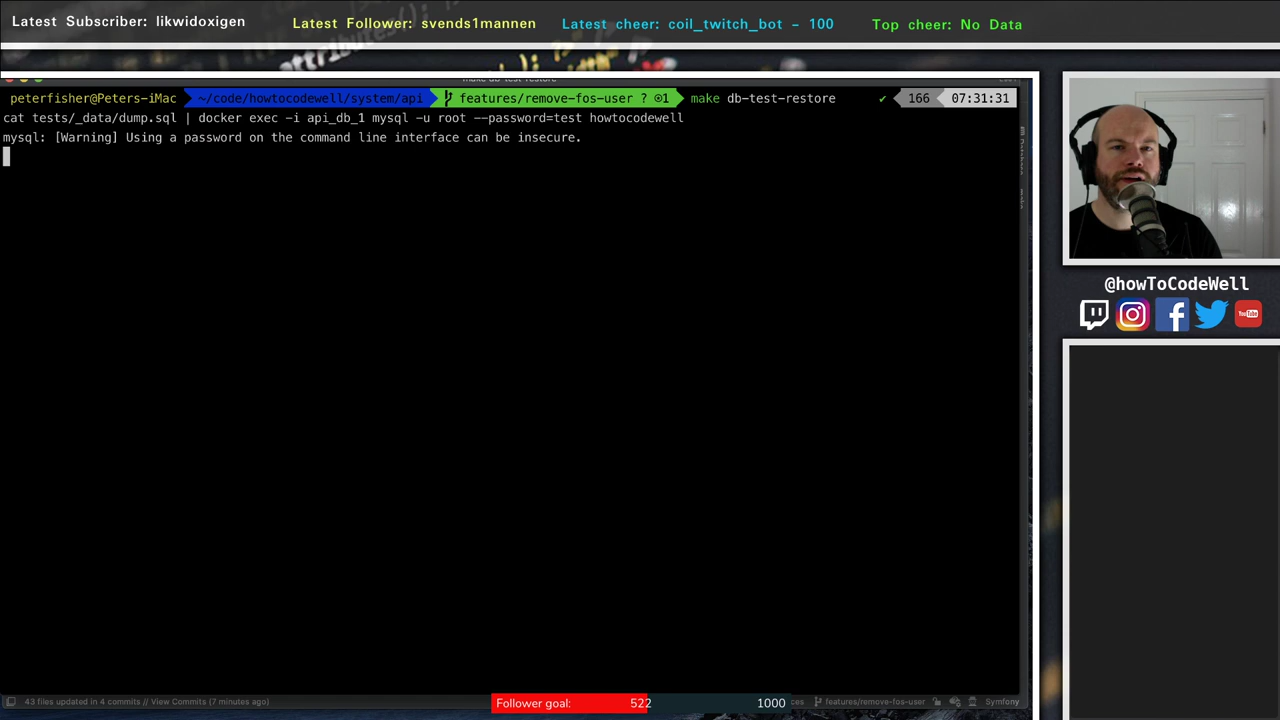 Latest Subscriber: likwidoxigen
Latest Follower: svends1mannen
Latest cheer: coil_twitch_bot - 100
Top cheer: No Data
peterfisher@Peters-iMac ~/code/howtocodewell/system/api features/remove-fos-user ? ⊙1 make db-test-restore ✔ 166 07:31:31
cat tests/_data/dump.sql | docker exec -i api_db_1 mysql -u root --password=test howtocodewell
mysql: [Warning] Using a password on the command line interface can be insecure.
@howToCodeWell
You Tube
43 files updated in 4 commits // View Commits (7 minutes ago)
Follower goal: 522 1000
features/remove-fos-user
Symfony